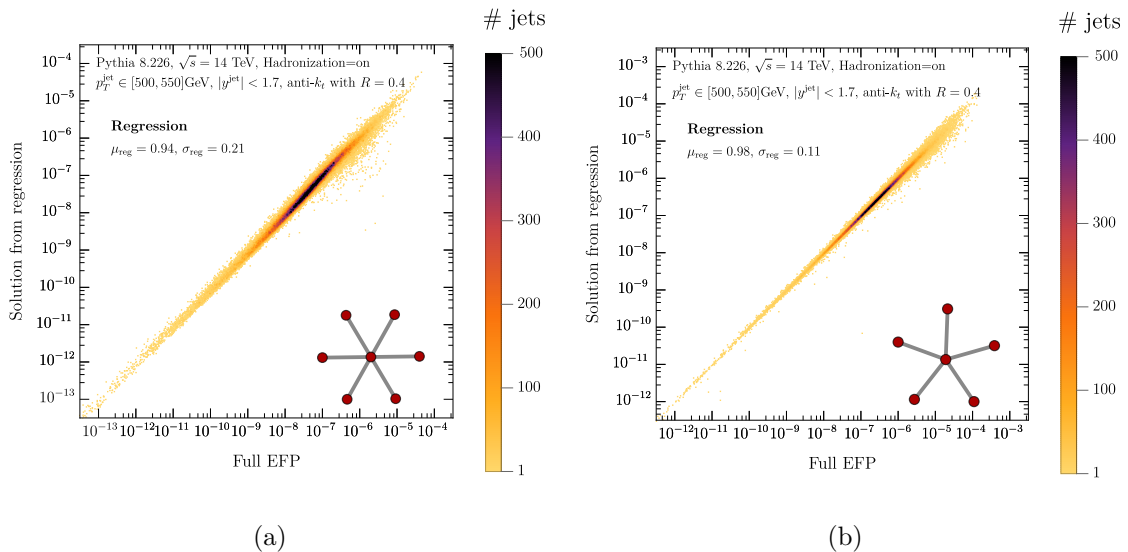 # jets
Pythia 8.226, √s = 14 TeV, Hadronization=on
p_T^jet ∈ [500, 550]GeV, |y^jet| < 1.7, anti-k_t with R = 0.4
Regression
μ_reg = 0.94, σ_reg = 0.21
Solution from regression
10^−4
10^−5
10^−6
10^−7
10^−8
10^−9
10^−10
10^−11
10^−12
10^−13
10^−13 10^−12 10^−11 10^−10 10^−9 10^−8 10^−7 10^−6 10^−5 10^−4
Full EFP
500
400
300
200
100
1
(a)
# jets
Pythia 8.226, √s = 14 TeV, Hadronization=on
p_T^jet ∈ [500, 550]GeV, |y^jet| < 1.7, anti-k_t with R = 0.4
Regression
μ_reg = 0.98, σ_reg = 0.11
Solution from regression
10^−3
10^−4
10^−5
10^−6
10^−7
10^−8
10^−9
10^−10
10^−11
10^−12
10^−12 10^−11 10^−10 10^−9 10^−8 10^−7 10^−6 10^−5 10^−4 10^−3
Full EFP
500
400
300
200
100
1
(b)